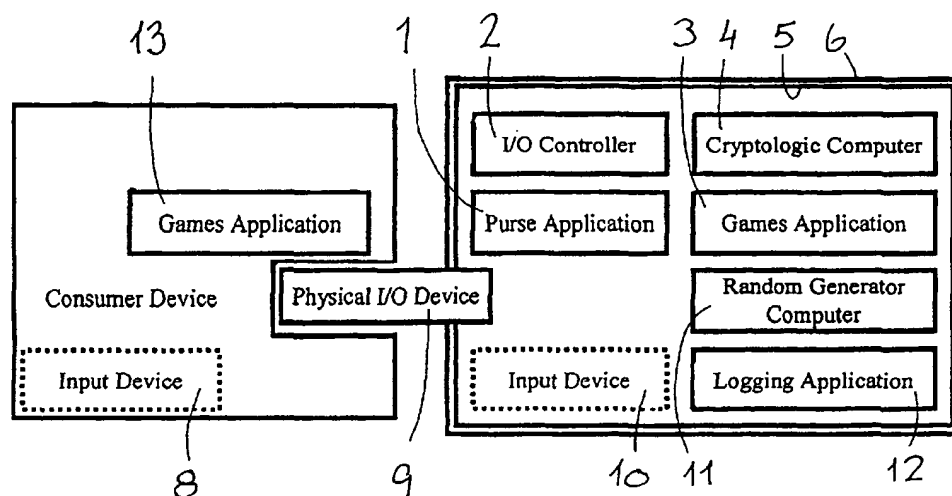 13 1 2 3 4 5 6
I/O Controller Cryptologic Computer
Games Application Purse Application Games Application
Consumer Device Physical I/O Device Random Generator
Computer
Input Device Input Device Logging Application
8 9 10 11 12